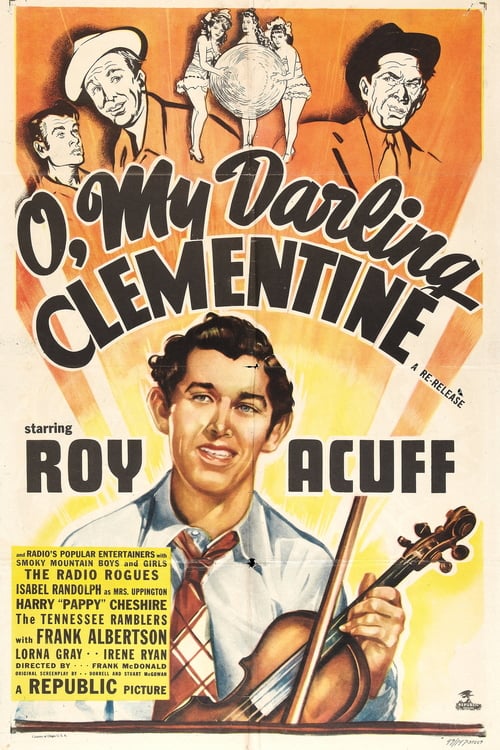 O, My Darling
CLEMENTINE
A RE-RELEASE
starring
ROY ACUFF
and RADIO'S POPULAR ENTERTAINERS with
SMOKY MOUNTAIN BOYS and GIRLS
THE RADIO ROGUES
ISABEL RANDOLPH as MRS. UPPINGTON
HARRY "PAPPY" CHESHIRE
The TENNESSEE RAMBLERS
with FRANK ALBERTSON
LORNA GRAY·· IRENE RYAN
DIRECTED BY··· FRANK McDONALD
ORIGINAL SCREENPLAY by·· DORRELL AND STUART McGOWAN
A REPUBLIC PICTURE
REPUBLIC